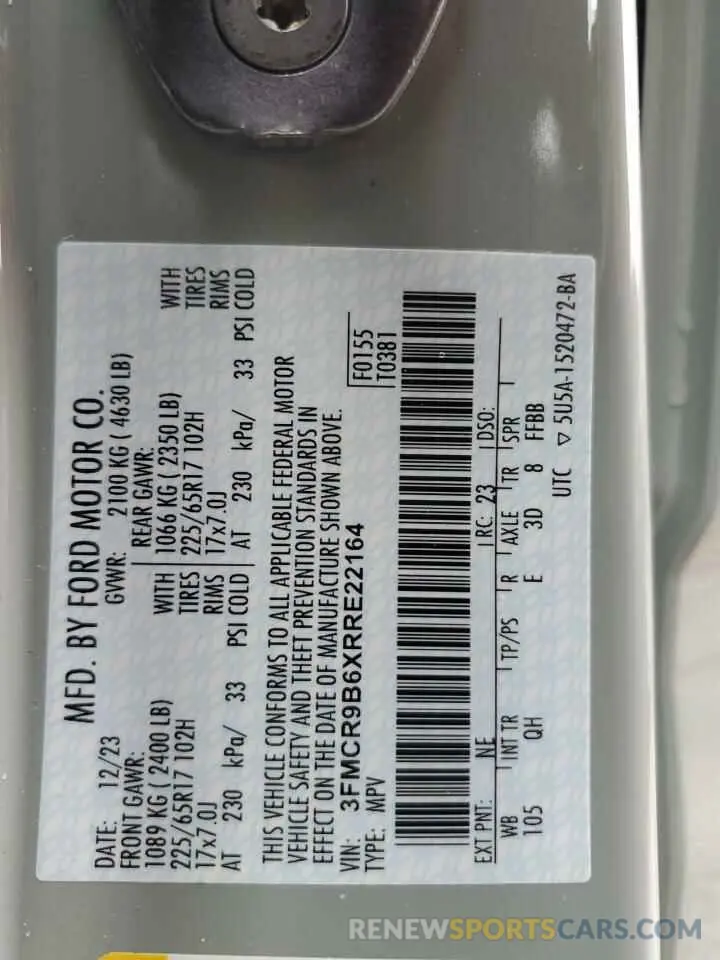 MFD. BY FORD MOTOR CO.
DATE: 12/23 GVWR: 2100 KG ( 4630 LB)
FRONT GAWR: REAR GAWR:
1089 KG ( 2400 LB) WITH 1066 KG ( 2350 LB) WITH
225/65R17 102H TIRES 225/65R17 102H TIRES
17x7.0J RIMS 17x7.0J RIMS
AT 230 kPa/ 33 PSI COLD AT 230 kPa/ 33 PSI COLD
THIS VEHICLE CONFORMS TO ALL APPLICABLE FEDERAL MOTOR
VEHICLE SAFETY AND THEFT PREVENTION STANDARDS IN
EFFECT ON THE DATE OF MANUFACTURE SHOWN ABOVE.
VIN: 3FMCR9B6XRRE22164 F0155
TYPE: MPV T0381
EXT PNT: NE RC: 23 DSO:
WB INT TR TP/PS R AXLE TR SPR
105 QH E 3D 8 FFBB
UTC ▽ 5U5A-1520472-BA
RENEWSPORTSCARS.COM